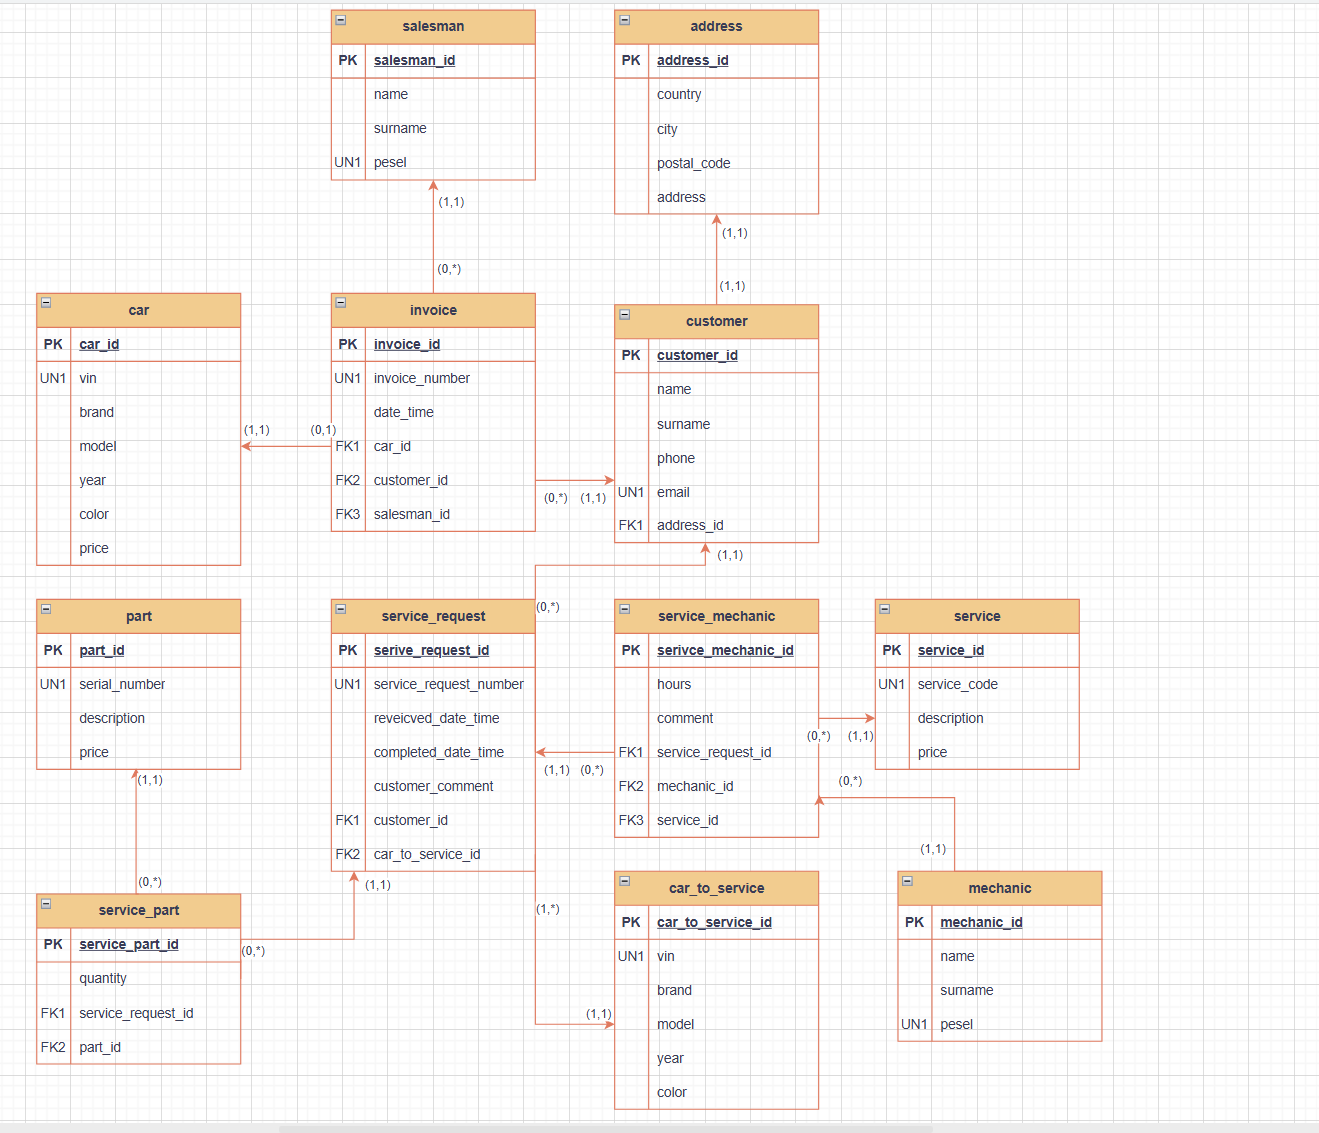 salesman
PK salesman_id
name
surname
UN1 pesel
(1,1)
(0,*)
address
PK address_id
country
city
postal_code
address
(1,1)
(1,1)
car
PK car_id
UN1 vin
brand
model
year
color
price
(1,1) (0,1)
invoice
PK invoice_id
UN1 invoice_number
date_time
FK1 car_id
FK2 customer_id
FK3 salesman_id
(0,*) (1,1)
customer
PK customer_id
name
surname
phone
UN1 email
FK1 address_id
(1,1)
(0,*)
part
PK part_id
UN1 serial_number
description
price
(1,1)
(0,*)
service_request
PK serive_request_id
UN1 service_request_number
reveicved_date_time
completed_date_time
customer_comment
FK1 customer_id
FK2 car_to_service_id
(1,1)
(1,1) (0,*)
service_mechanic
PK serivce_mechanic_id
hours
comment
FK1 service_request_id
FK2 mechanic_id
FK3 service_id
(0,*) (1,1)
service
PK service_id
UN1 service_code
description
price
(0,*)
(1,1)
service_part
PK service_part_id
quantity
FK1 service_request_id
FK2 part_id
(0,*)
(1,*)
(1,1)
car_to_service
PK car_to_service_id
UN1 vin
brand
model
year
color
mechanic
PK mechanic_id
name
surname
UN1 pesel